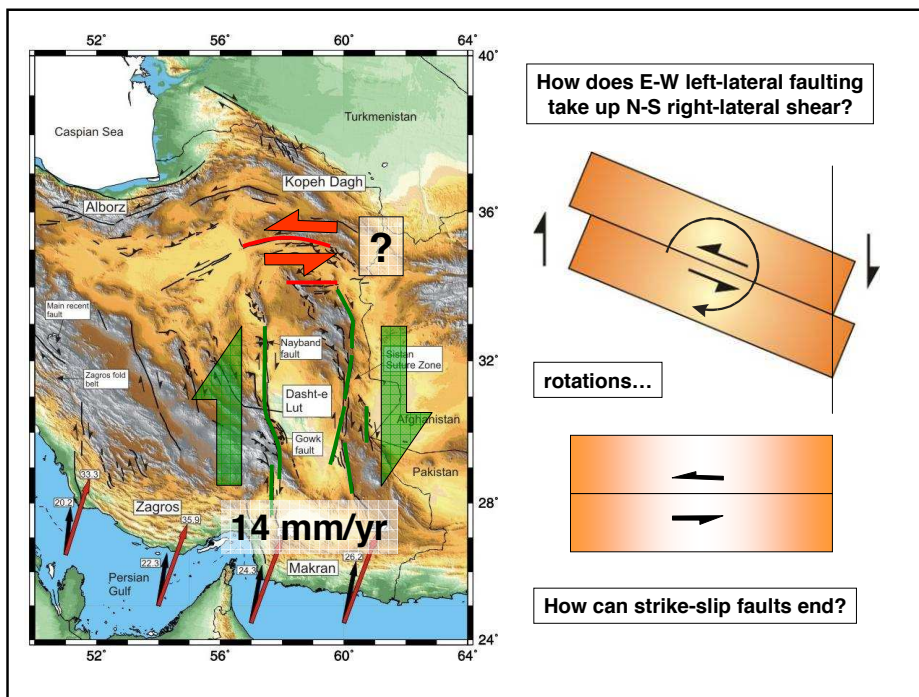 52˚ 56˚ 60˚ 64˚
40˚
36˚
32˚
28˚
24˚
52˚ 56˚ 60˚ 64˚
Caspian Sea
Turkmenistan
Kopeh Dagh
Alborz
?
Main recent
fault
Nayband
fault
Sistan
Suture Zone
Zagros fold
belt
Dasht-e
Lut
Afghanistan
Gowk
fault
Pakistan
33.3
20.2
Zagros
35.9
14 mm/yr
22.3
24.3
26.2
Makran
Persian
Gulf
How does E-W left-lateral faulting
take up N-S right-lateral shear?
rotations…
How can strike-slip faults end?